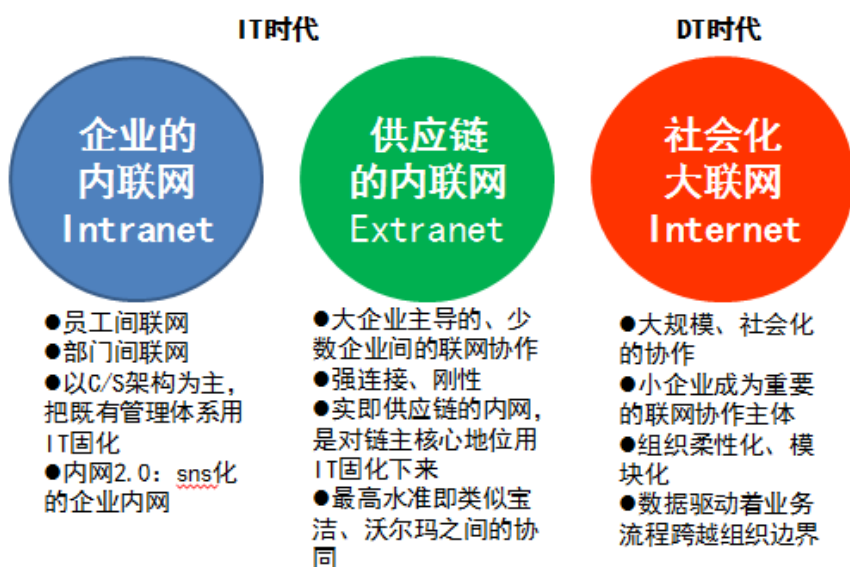 IT时代
DT时代
企业的
内联网
Intranet
供应链
的内联网
Extranet
社会化
大联网
Internet
●员工间联网
●部门间联网
●以C/S架构为主，
把既有管理体系用
IT固化
●内网2.0：sns化
的企业内网
●大企业主导的、少
数企业间的联网协作
●强连接、刚性
●实即供应链的内网，
是对链主核心地位用
IT固化下来
●最高水准即类似宝
洁、沃尔玛之间的协
同
●大规模、社会化
的协作
●小企业成为重要
的联网协作主体
●组织柔性化、模
块化
●数据驱动着业务
流程跨越组织边界